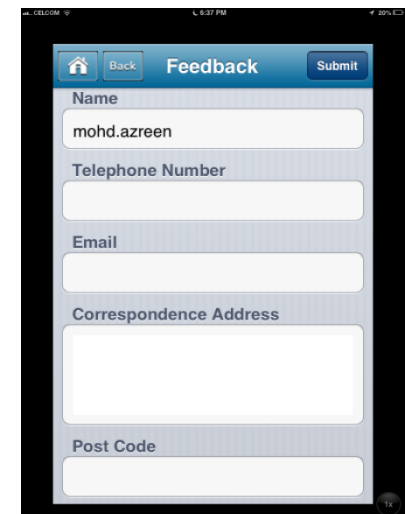 CELCOM 6:37 PM 20%
Back Feedback Submit
Name
mohd.azreen
Telephone Number
Email
Correspondence Address
Post Code
1x